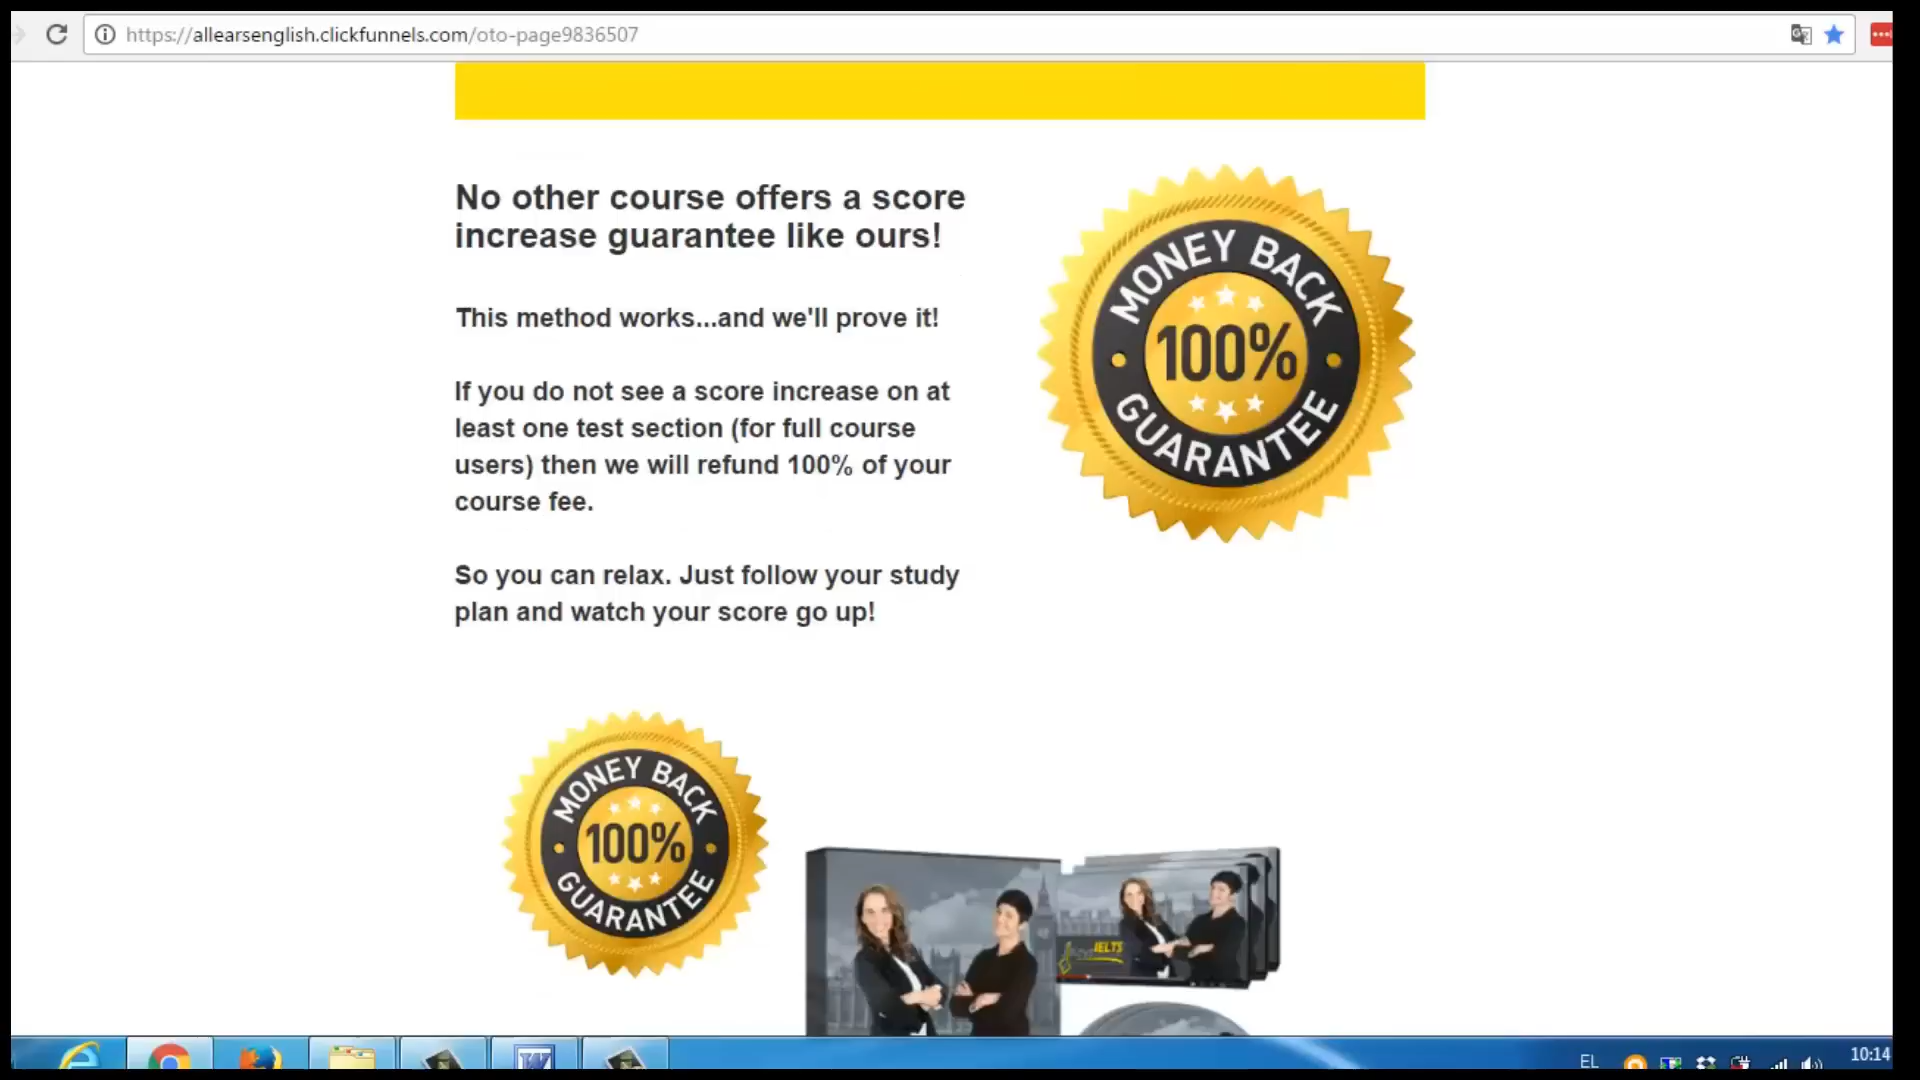 https://allearsenglish.clickfunnels.com/oto-page9836507
No other course offers a score
increase guarantee like ours!
This method works...and we'll prove it!
If you do not see a score increase on at
least one test section (for full course
users) then we will refund 100% of your
course fee.
So you can relax. Just follow your study
plan and watch your score go up!
MONEY BACK
100%
GUARANTEE
MONEY BACK
100%
GUARANTEE
IELTS
EL
10:14